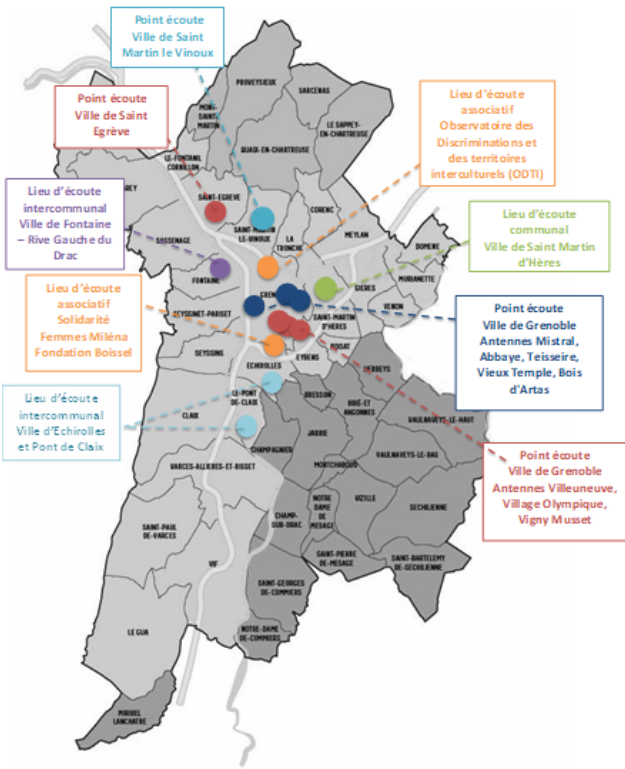 Point écoute
Ville de Saint
Martin le Vinoux
Point écoute
Ville de Saint
Egrève
Lieu d'écoute
associatif
Observatoire des
Discriminations et
des territoires
interculturels (ODTI)
Lieu d'écoute
intercommunal
Ville de Fontaine
– Rive Gauche du
Drac
Lieu d'écoute
communal
Ville de Saint Martin
d'Hères
Lieu d'écoute
associatif
Solidarité
Femmes Miléna
Fondation Boissel
Point écoute
Ville de Grenoble
Antennes Mistral,
Abbaye, Teisseire,
Vieux Temple, Bois
d'Artas
Lieu d'écoute
intercommunal
Ville d'Echirolles
et Pont de Claix
Point écoute
Ville de Grenoble
Antennes Villeuneuve,
Village Olympique,
Vigny Musset
PROVEYSIEUX
SARCENAS
MONT-
SAINT-
MARTIN
LE SAPPEY-
EN-CHARTREUSE
QUAIX-EN-CHARTREUSE
LE-FONTANIL
CORNILLON
SAINT-EGREVE
CORENC
SAINT-MARTIN
LE-VINOUX
LA
TRONCHE
MEYLAN
REY
SASSENAGE
DOMENE
MURIANETTE
FONTAINE
GIERES
GREN
VENON
SEYSSINET-PARISET
SAINT-MARTIN
D'HERES
POISAT
SEYSSINS
EYBENS
ECHIROLLES
HERBEYS
LE-PONT
DE-CLAIX
BRESSON
BRIÉ-ET
ANGONNES
CLAIX
VAULNAVEYS-LE-HAUT
JARRIE
CHAMPAGNIER
VAULNAVEYS-LE-BAS
VARCES-ALLIERES-ET-RISSET
MONTCHABOUD
NOTRE
DAME
DE
MESAGE
VIZILLE
SECHILIENNE
CHAMP-
SUR-DRAC
SAINT-PAUL
DE-VARCES
SAINT-PIERRE
DE-MESAGE
SAINT-BARTELEMY
DE-SECHILIENNE
VIF
SAINT-GEORGES
DE-COMMIERS
LE GUA
NOTRE-DAME
DE-COMMIERS
MIRIBEL
LANCHATRE